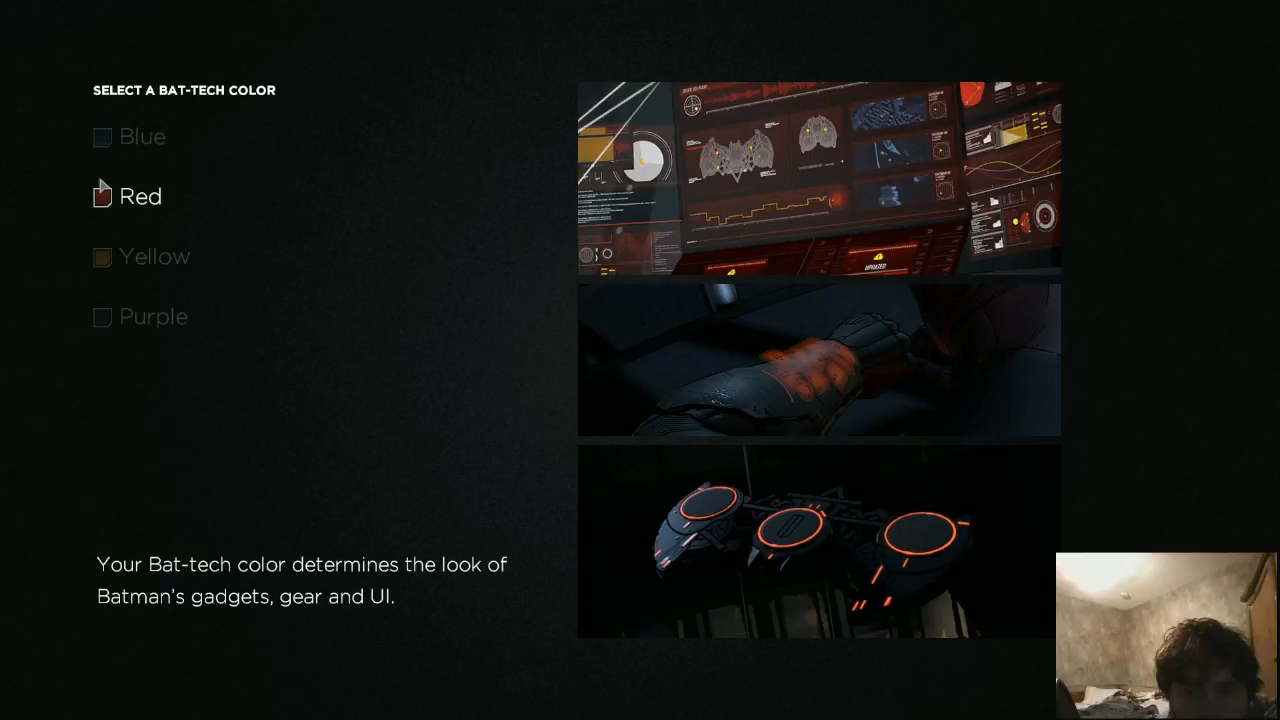 SELECT A BAT-TECH COLOR
Blue
Red
Yellow
Purple
Your Bat-tech color determines the look of
Batman's gadgets, gear and UI.
UPDATED